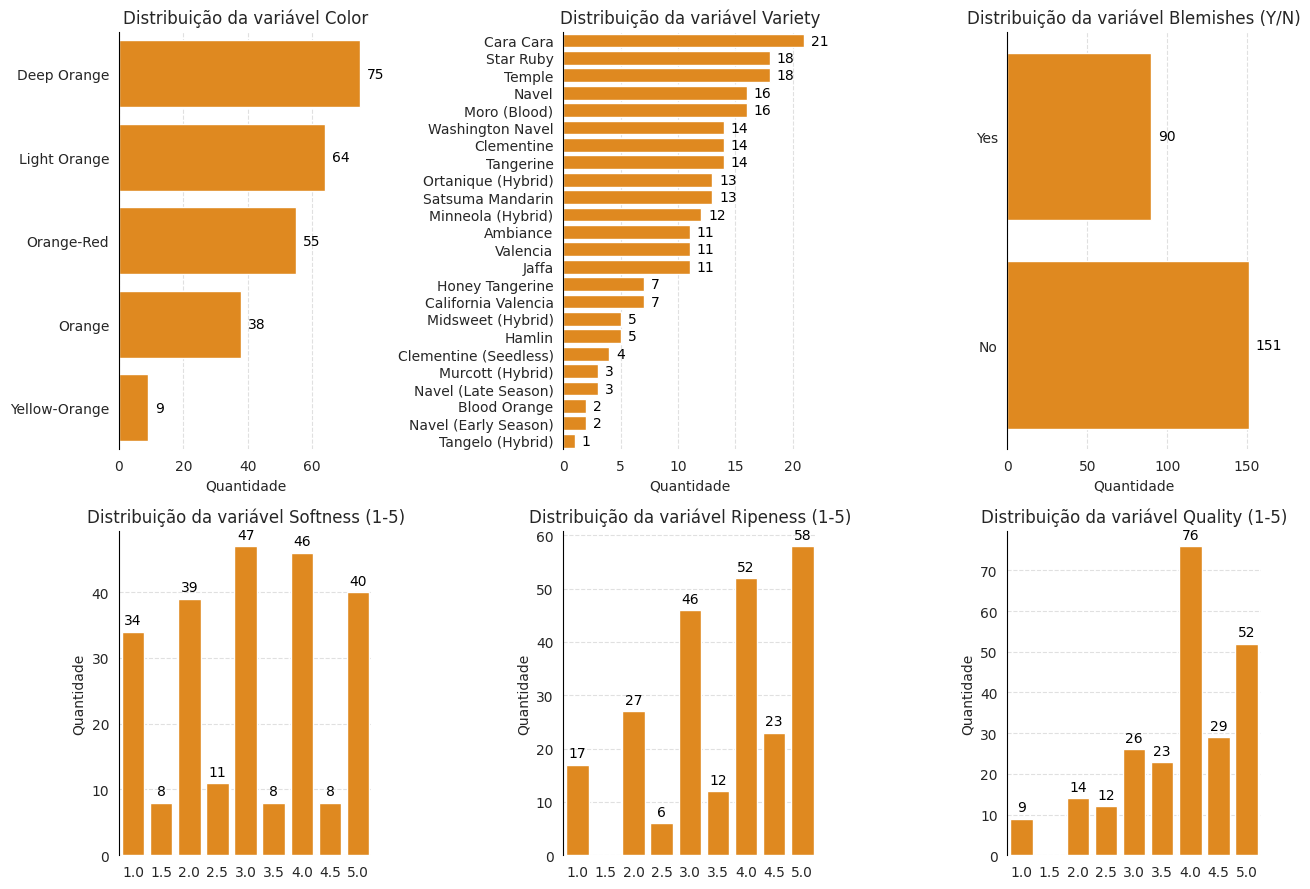 Distribuição da variável Color
Deep Orange 75
Light Orange 64
Orange-Red 55
Orange 38
Yellow-Orange 9
0 20 40 60
Quantidade
Distribuição da variável Variety
Cara Cara 21
Star Ruby 18
Temple 18
Navel 16
Moro (Blood) 16
Washington Navel 14
Clementine 14
Tangerine 14
Ortanique (Hybrid) 13
Satsuma Mandarin 13
Minneola (Hybrid) 12
Ambiance 11
Valencia 11
Jaffa 11
Honey Tangerine 7
California Valencia 7
Midsweet (Hybrid) 5
Hamlin 5
Clementine (Seedless) 4
Murcott (Hybrid) 3
Navel (Late Season) 3
Blood Orange 2
Navel (Early Season) 2
Tangelo (Hybrid) 1
0 5 10 15 20
Quantidade
Distribuição da variável Blemishes (Y/N)
Yes 90
No 151
0 50 100 150
Quantidade
Distribuição da variável Softness (1-5)
Quantidade
40
30
20
10
0
34 8 39 11 47 8 46 8 40
1.0 1.5 2.0 2.5 3.0 3.5 4.0 4.5 5.0
Distribuição da variável Ripeness (1-5)
Quantidade
60
50
40
30
20
10
0
17 27 6 46 12 52 23 58
1.0 1.5 2.0 2.5 3.0 3.5 4.0 4.5 5.0
Distribuição da variável Quality (1-5)
Quantidade
70
60
50
40
30
20
10
0
9 14 12 26 23 76 29 52
1.0 1.5 2.0 2.5 3.0 3.5 4.0 4.5 5.0